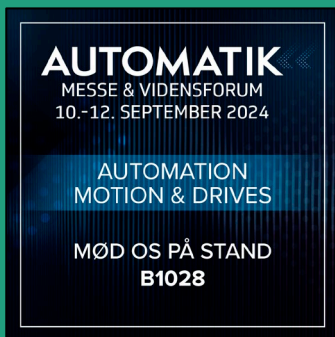 AUTOMATIK
MESSE & VIDENSFORUM
10.-12. SEPTEMBER 2024
AUTOMATION
MOTION & DRIVES
MØD OS PÅ STAND
B1028